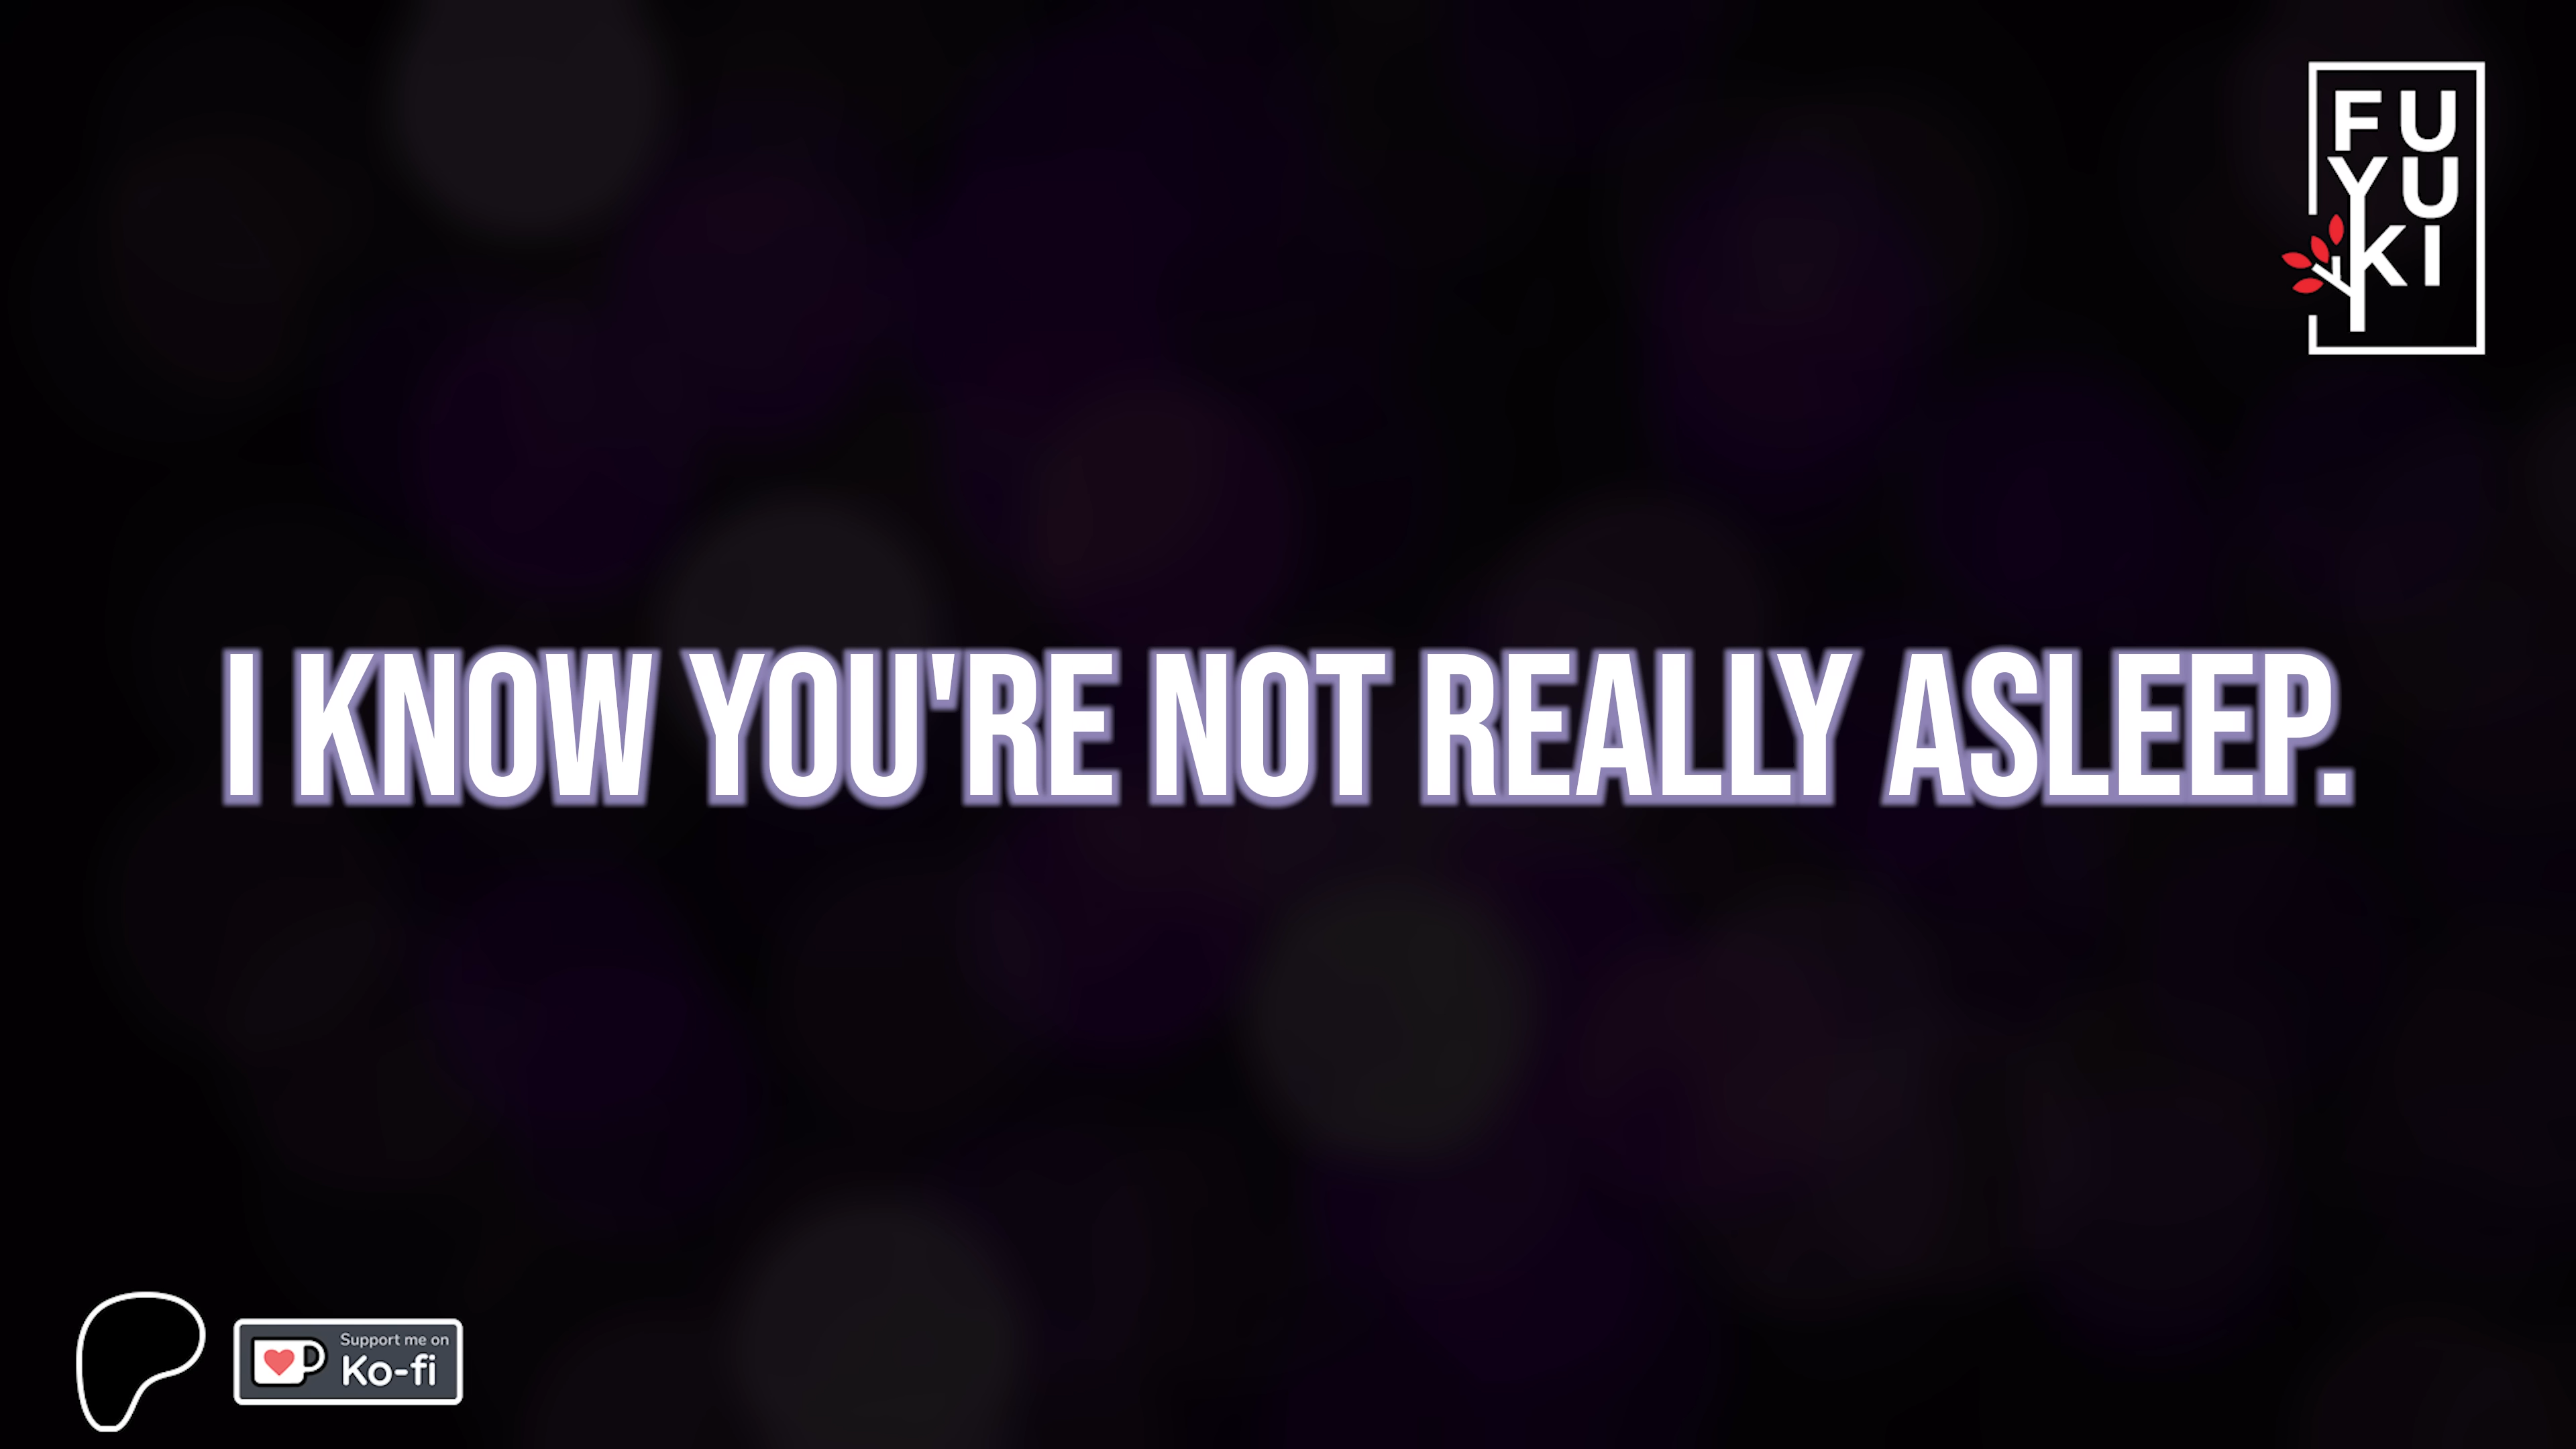 FU
YU
KI
I KNOW YOU'RE NOT REALLY ASLEEP.
Support me on
Ko-fi